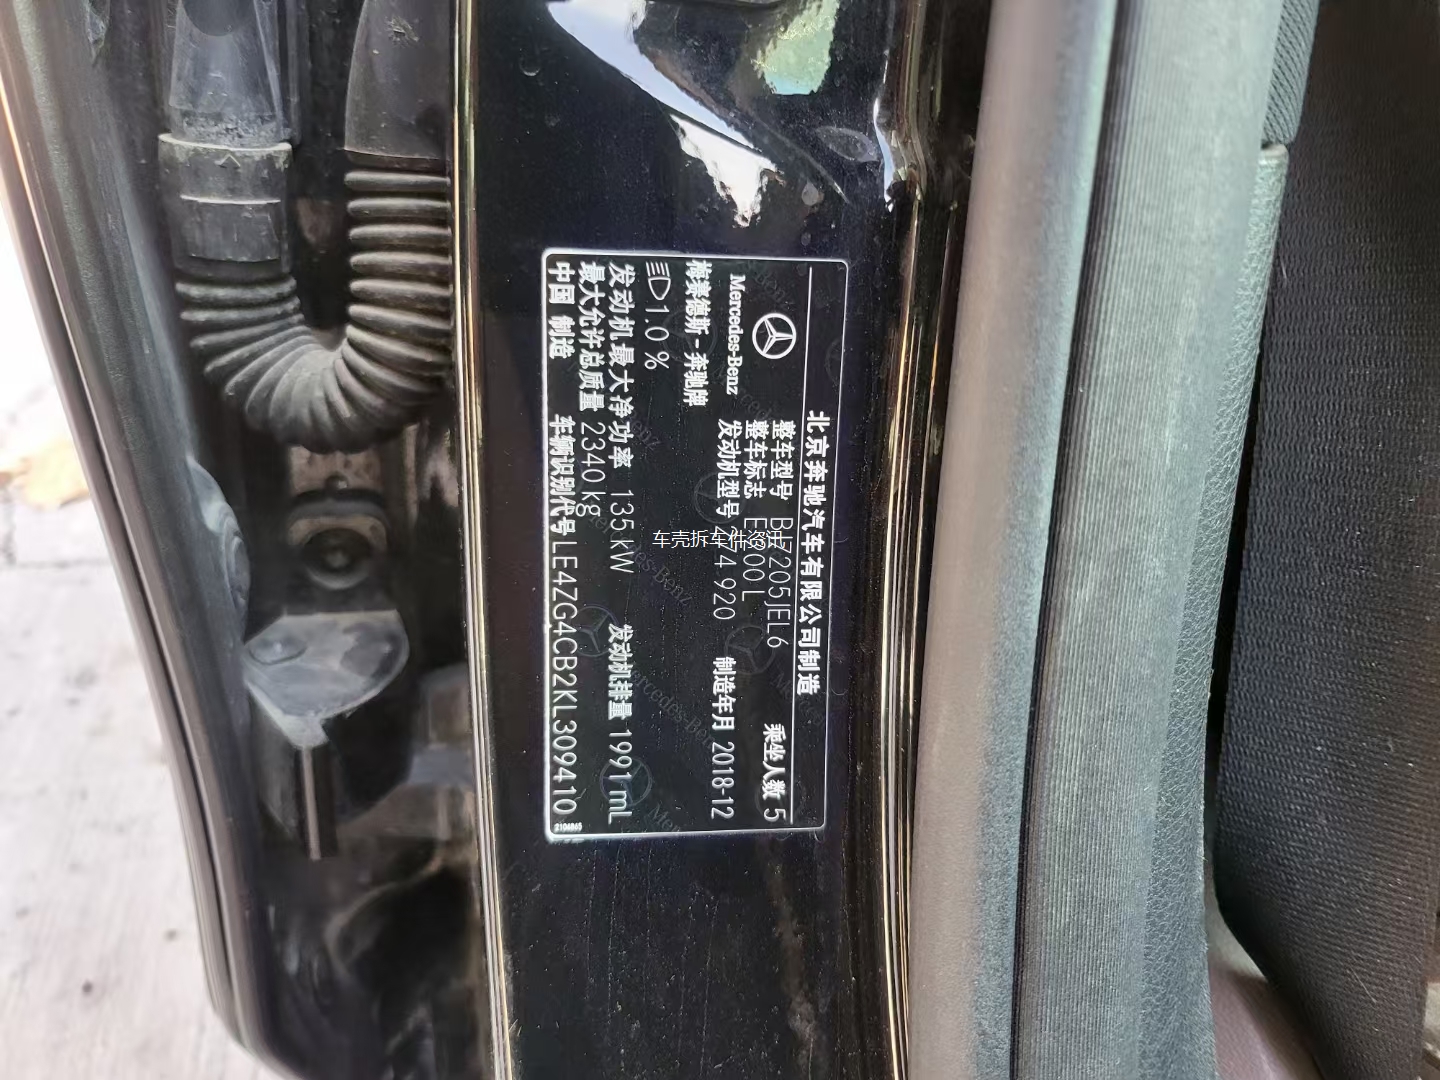 北京奔驰汽车有限公司制造
Mercedes-Benz
梅赛德斯-奔驰牌
整车型号 BJ7205JEL6 乘坐人数 5
整车标志 E300L
发动机型号 274 920 制造年月 2018-12
1.0 %
发动机最大净功率 135 kW 发动机排量 1991 mL
最大允许总质量 2340 kg
中国 制造 车辆识别代号 LE4ZG4CB2KL309410
车壳拆车件